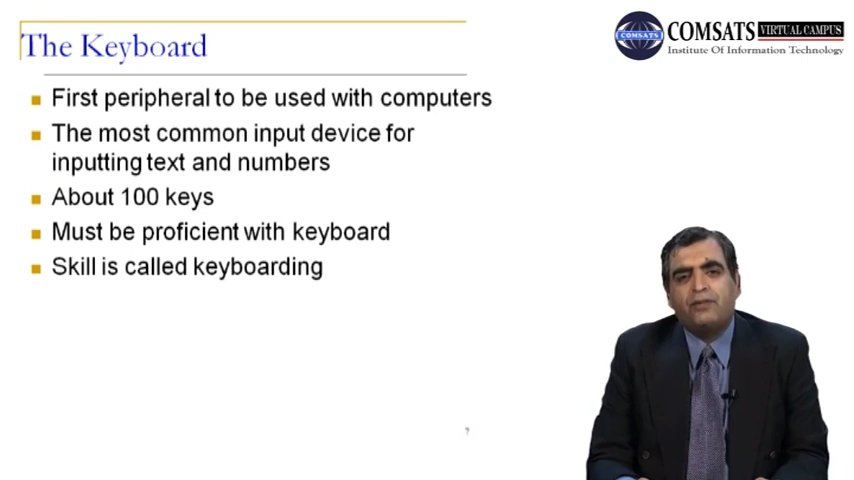 The Keyboard
First peripheral to be used with computers
The most common input device for
inputting text and numbers
About 100 keys
Must be proficient with keyboard
Skill is called keyboarding
?
COMSATS
COMSATS VIRTUAL CAMPUS
Institute Of Information Technology